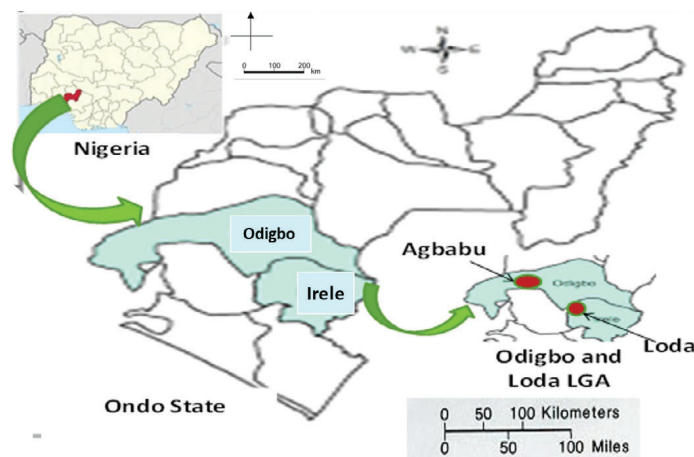 0 100 200
km
Nigeria
W E
S
Odigbo
Irele
Agbabu
Odigbo
Irele
Loda
Odigbo and
Loda LGA
Ondo State
0 50 100 Kilometers
0 50 100 Miles